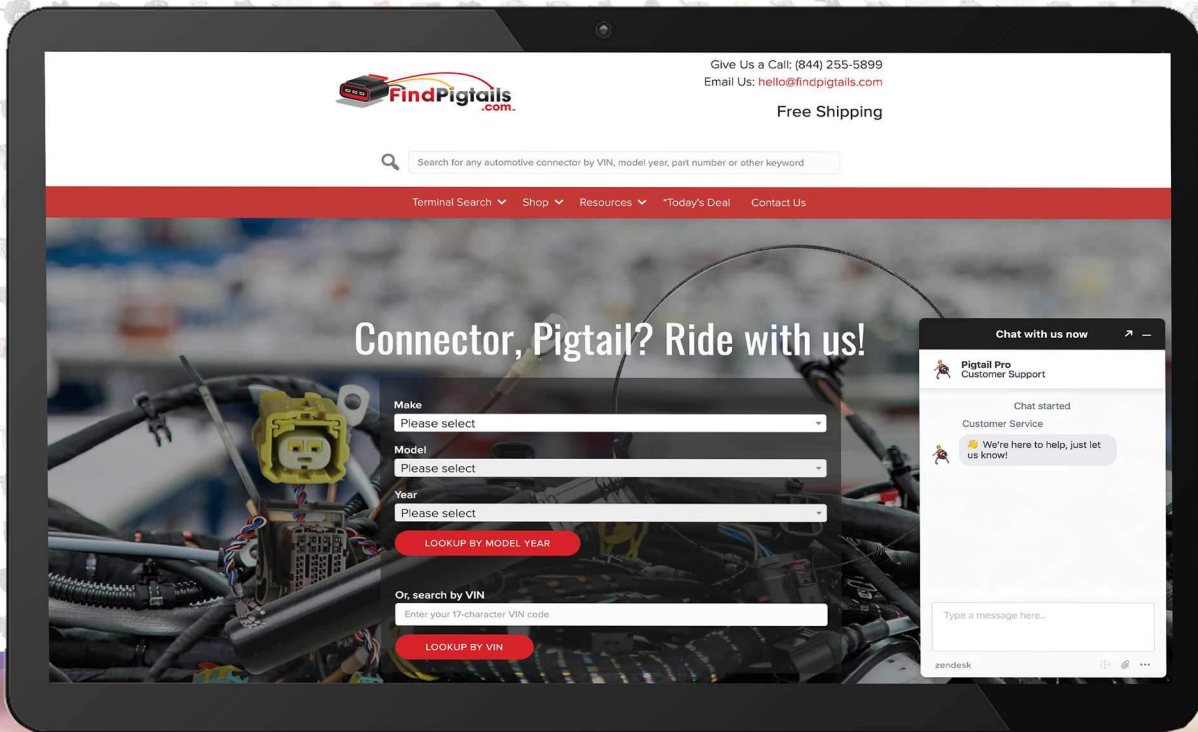 Give Us a Call: (844) 255-5899
Email Us: hello@findpigtails.com
FindPigtails
.com
Free Shipping
Search for any automotive connector by VIN, model year, part number or other keyword
Terminal Search
Shop
Resources
*Today's Deal
Contact Us
Connector, Pigtail? Ride with us!
Make
Please select
Model
Please select
Year
Please select
LOOKUP BY MODEL YEAR
Or, search by VIN
Enter your 17-character VIN code
LOOKUP BY VIN
Chat with us now
Pigtail Pro
Customer Support
Chat started
Customer Service
👋 We're here to help, just let
us know!
Type a message here..
zendesk